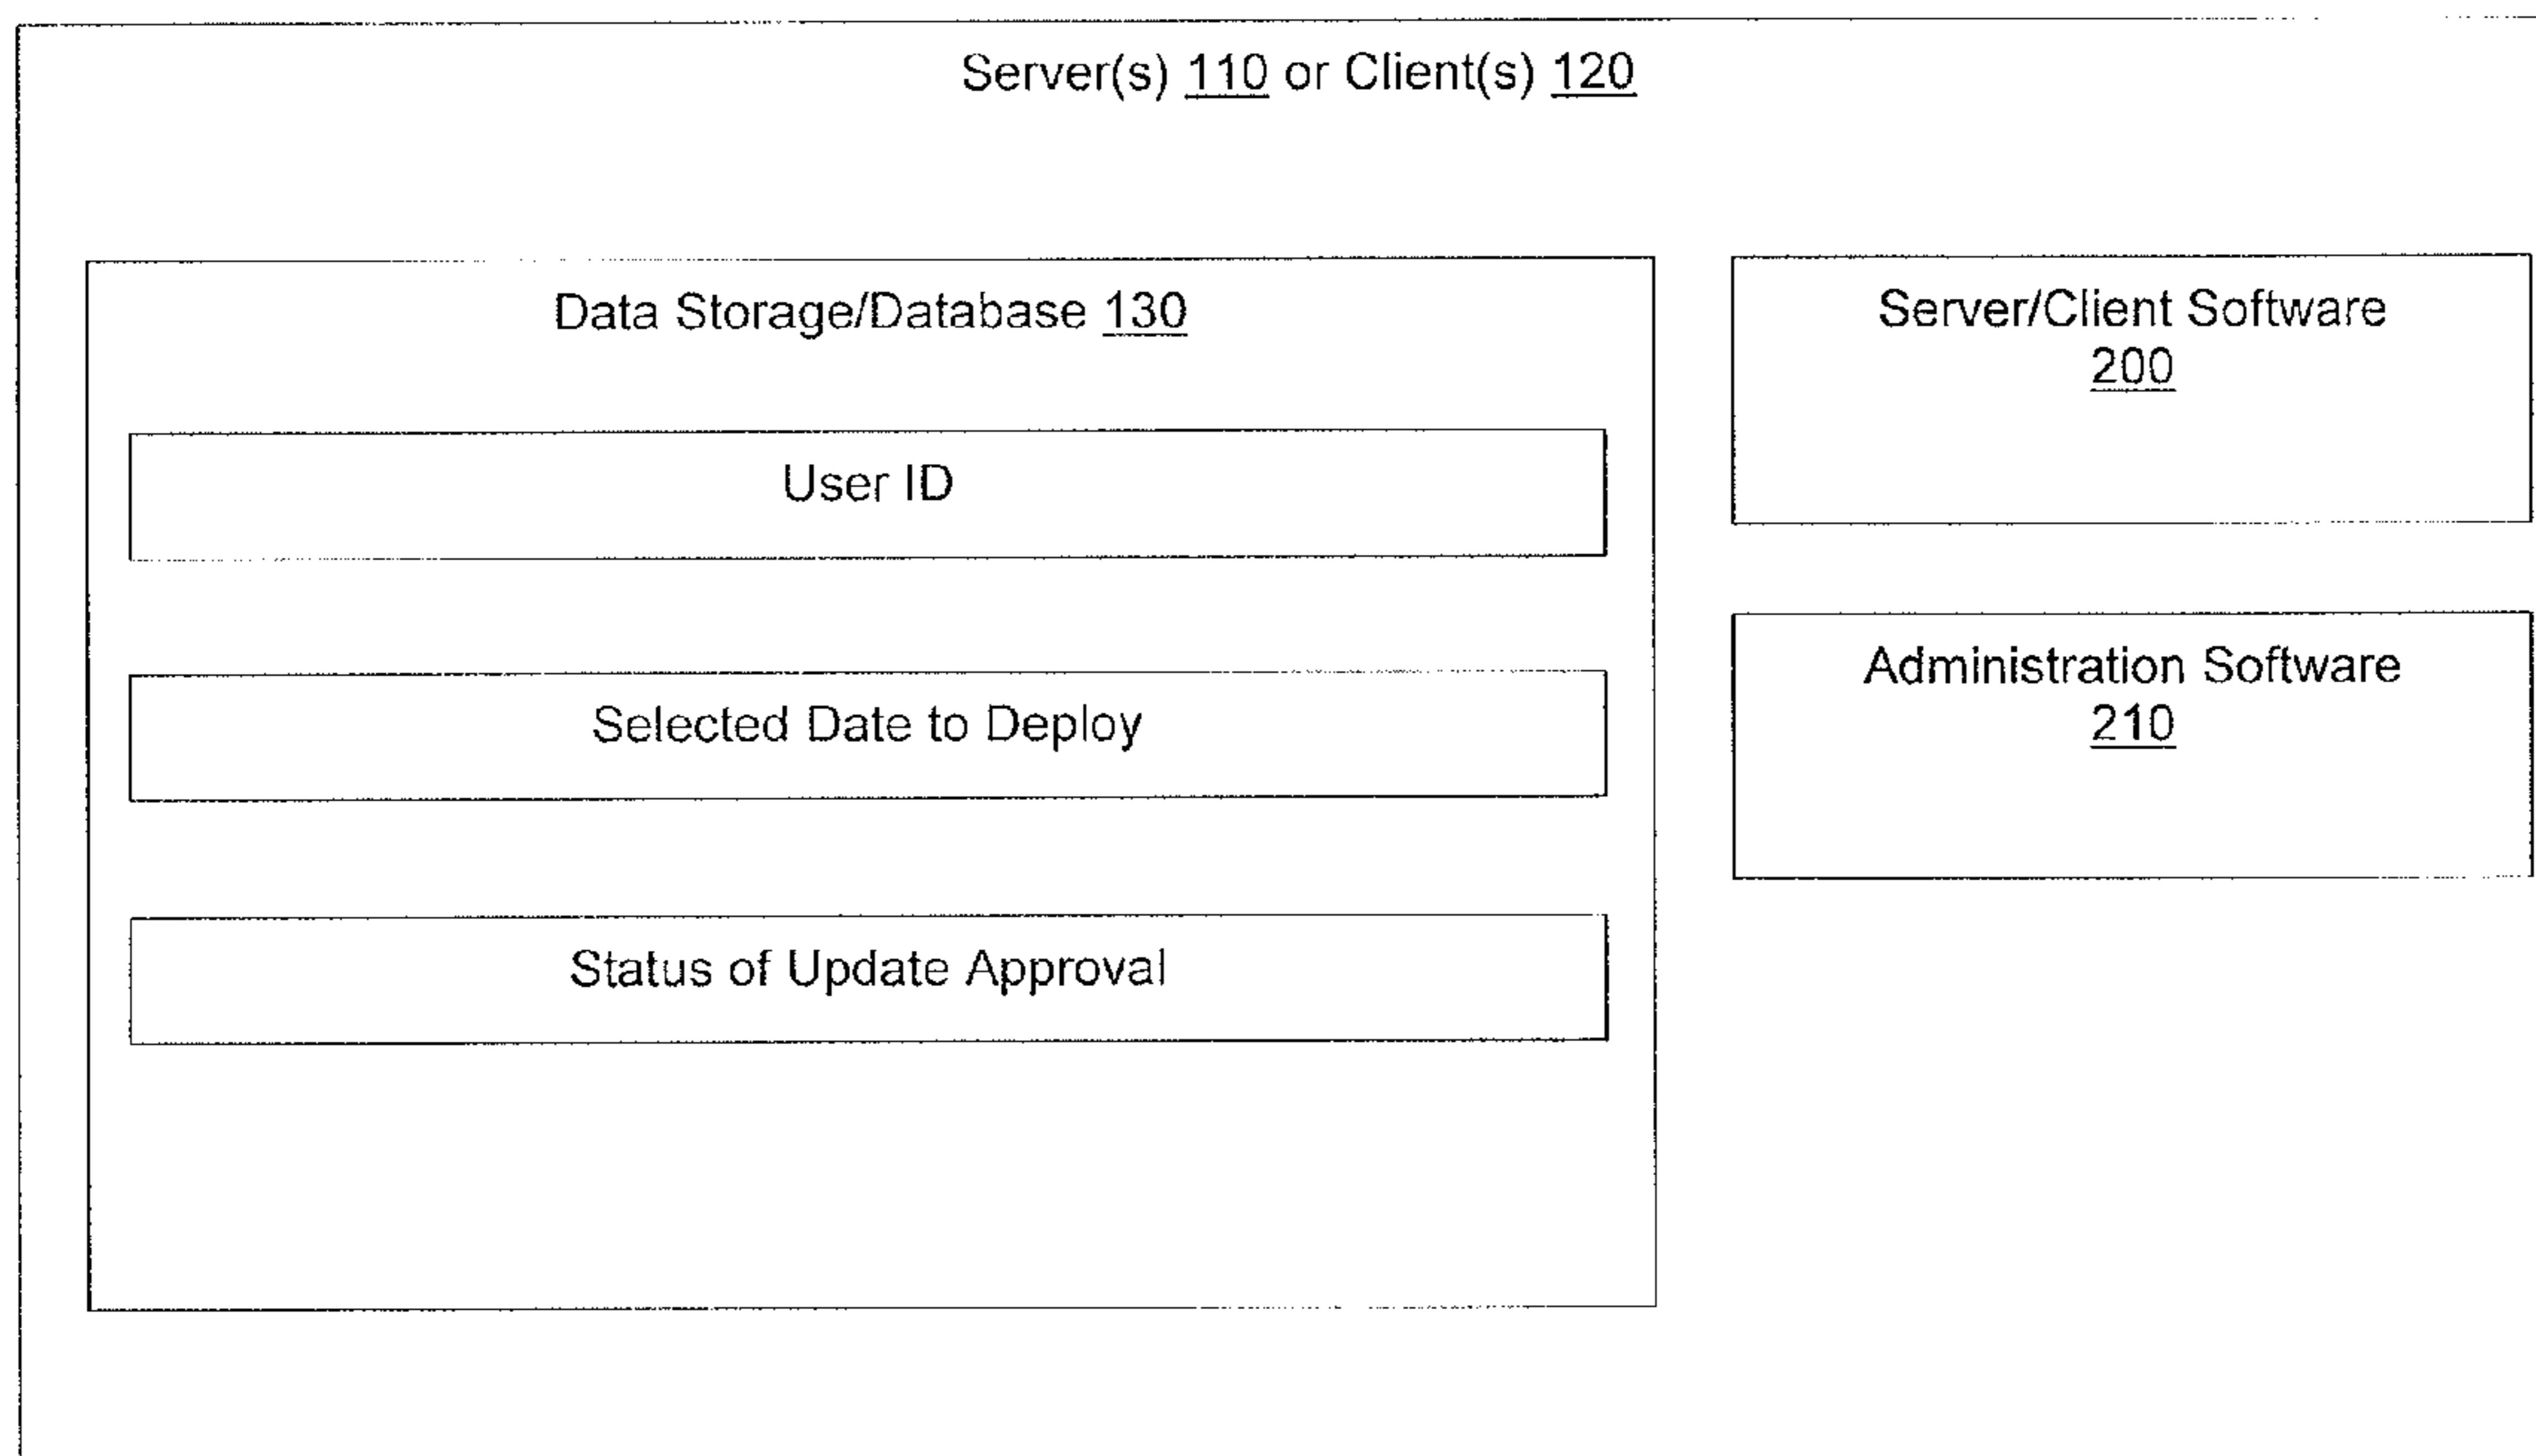 Server(s) 110 or Client(s) 120
Data Storage/Database 130
User ID
Selected Date to Deploy
Status of Update Approval
Server/Client Software
200
Administration Software
210